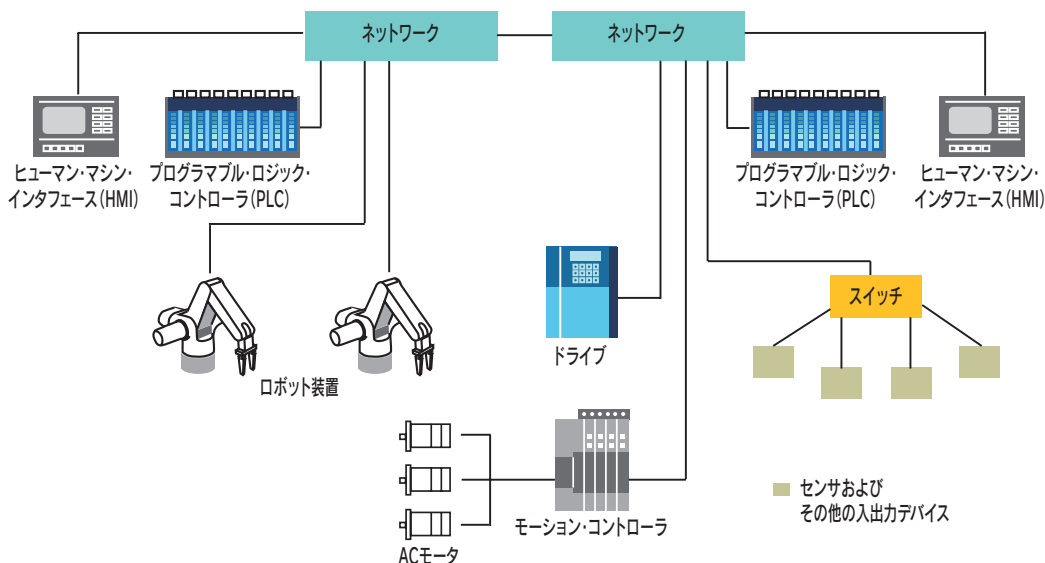 ネットワーク
ネットワーク
ヒューマン・マシン・
インタフェース(HMI)
プログラマブル・ロジック・
コントローラ(PLC)
プログラマブル・ロジック・
コントローラ(PLC)
ヒューマン・マシン・
インタフェース(HMI)
スイッチ
ドライブ
ロボット装置
モーション・コントローラ
ACモータ
センサおよび
その他の入出力デバイス